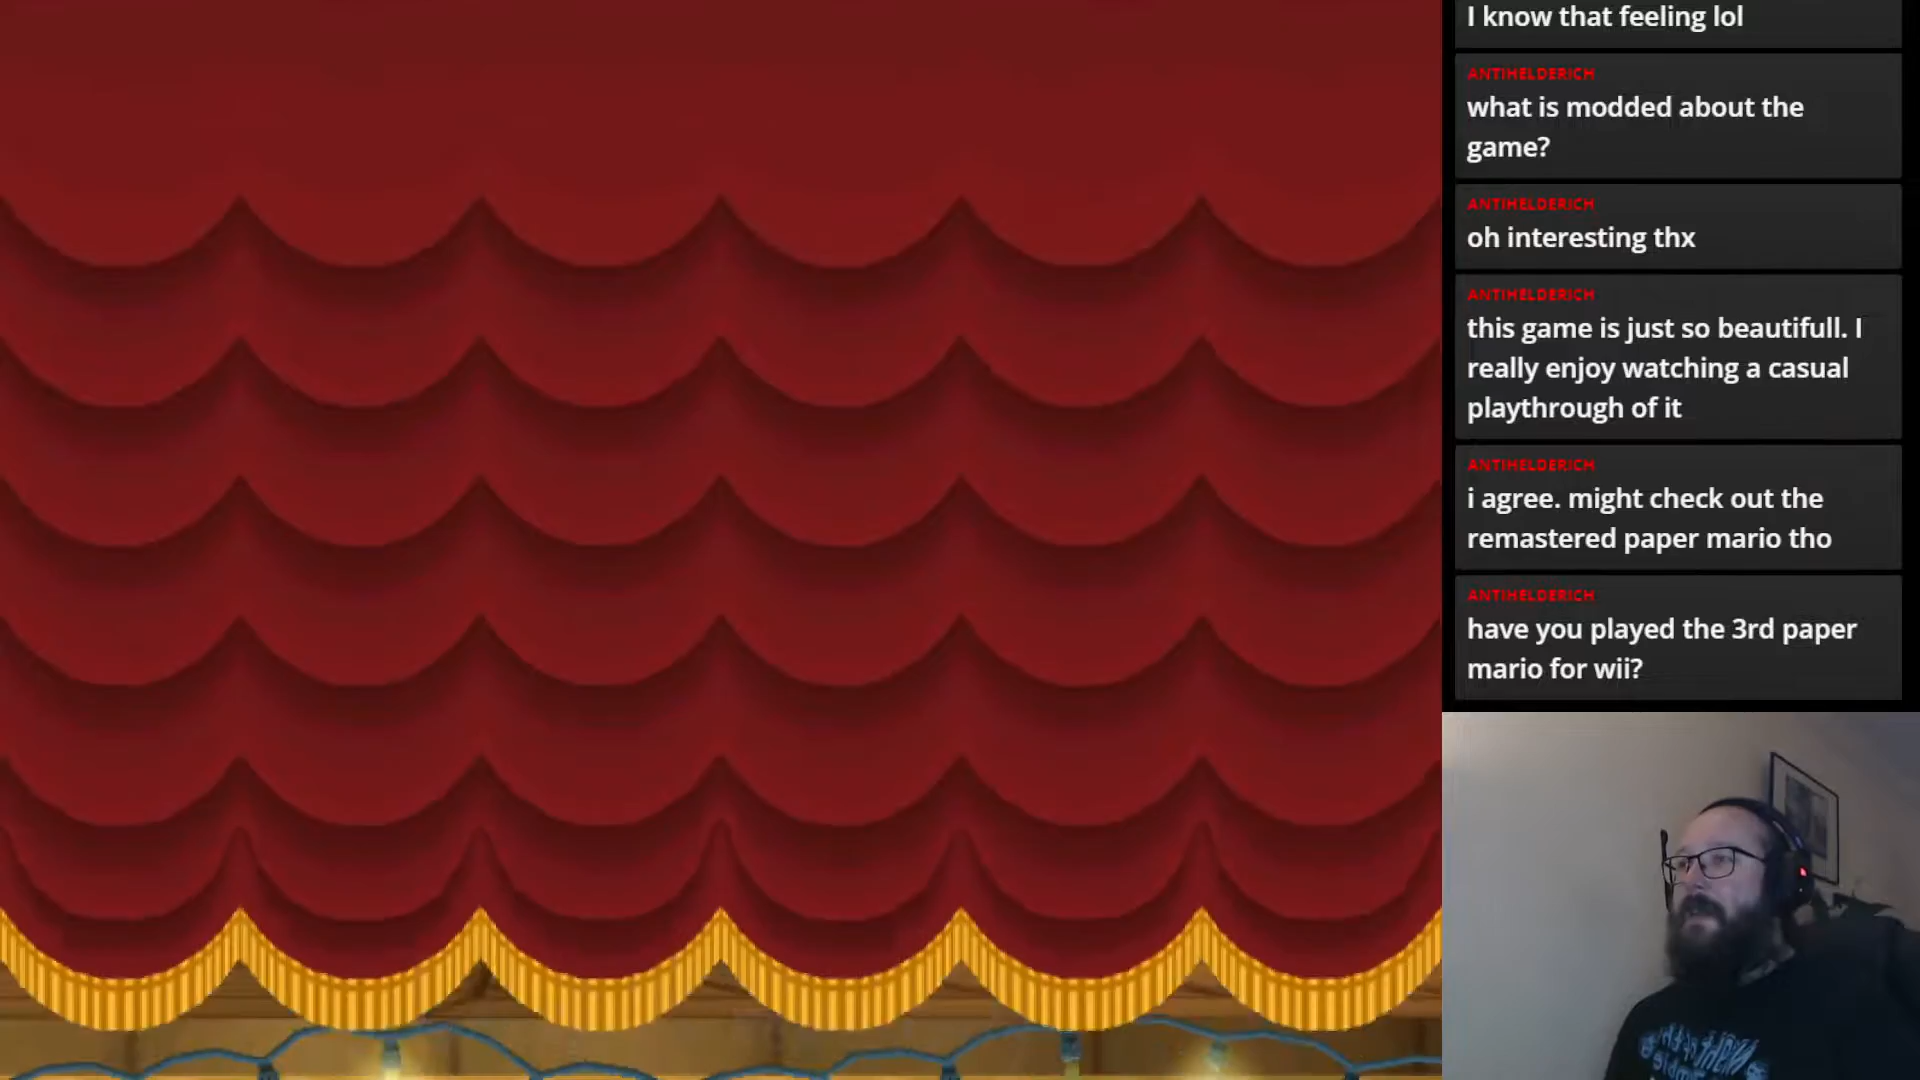 I know that feeling lol
ANTIHELDERICH
what is modded about the
game?
ANTIHELDERICH
oh interesting thx
ANTIHELDERICH
this game is just so beautifull. I
really enjoy watching a casual
playthrough of it
ANTIHELDERICH
i agree. might check out the
remastered paper mario tho
ANTIHELDERICH
have you played the 3rd paper
mario for wii?